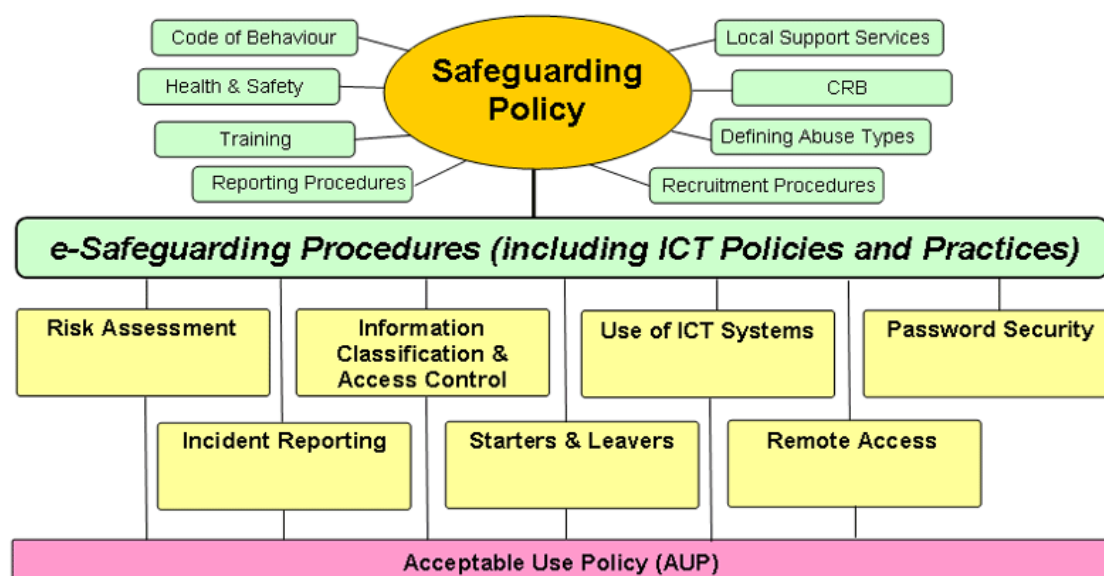 Code of Behaviour
Local Support Services
Safeguarding
Policy
Health & Safety
CRB
Training
Defining Abuse Types
Reporting Procedures
Recruitment Procedures
e-Safeguarding Procedures (including ICT Policies and Practices)
Risk Assessment
Information
Classification &
Access Control
Use of ICT Systems
Password Security
Incident Reporting
Starters & Leavers
Remote Access
Acceptable Use Policy (AUP)